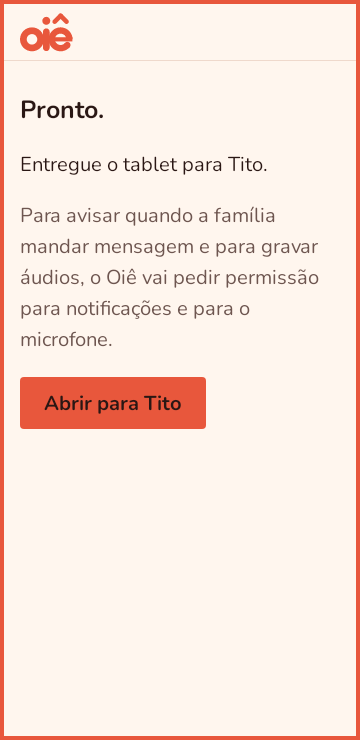 oiê
Pronto.
Entregue o tablet para Tito.
Para avisar quando a família
mandar mensagem e para gravar
áudios, o Oiê vai pedir permissão
para notificações e para o
microfone.
Abrir para Tito